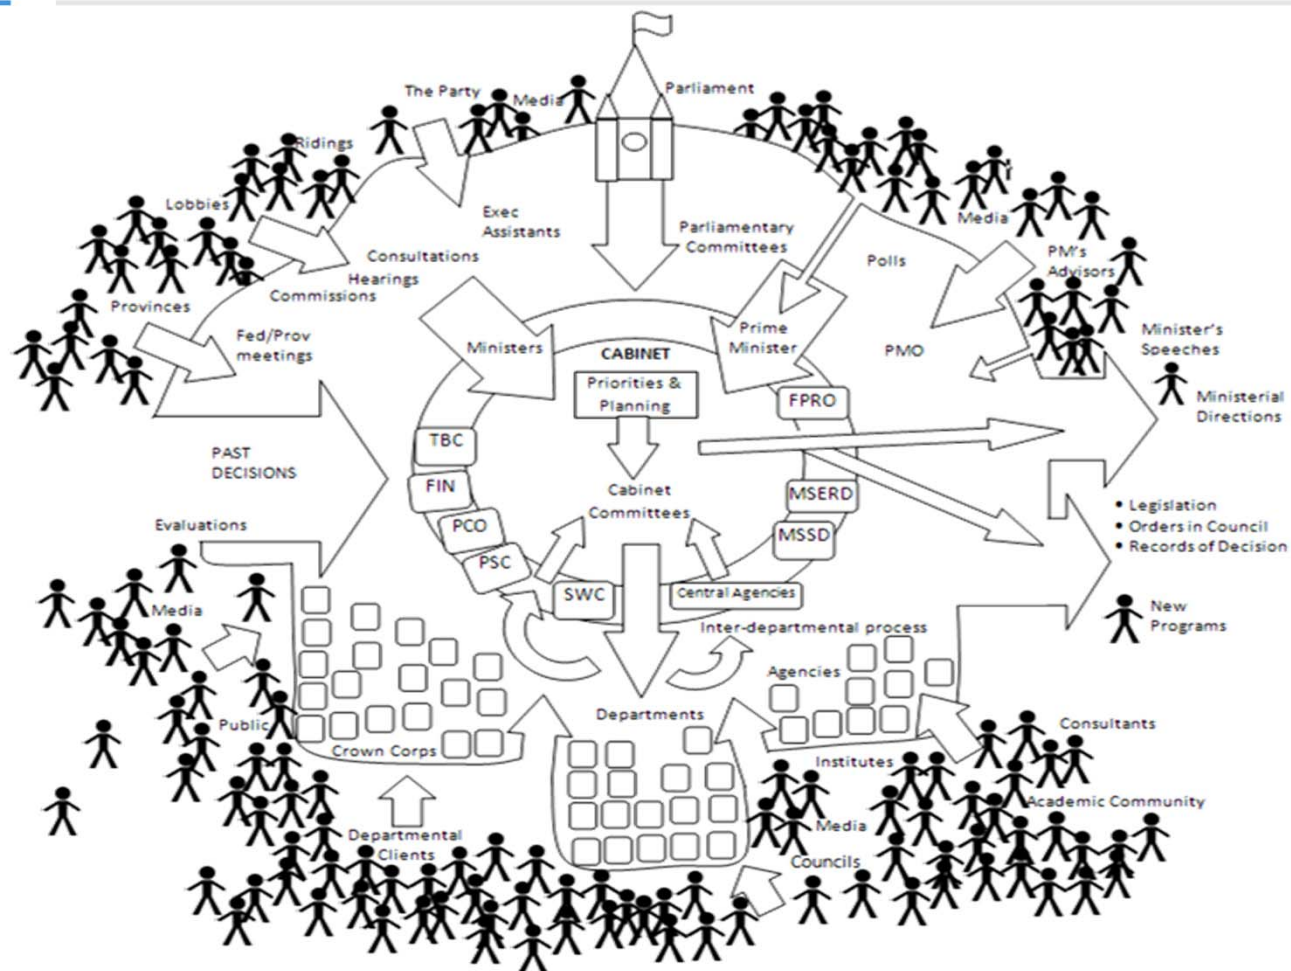 The Party
Media
Parliament
Ridings
Lobbies
Exec
Assistants
Parliamentary
Committees
Media
Consultations
Hearings
Commissions
Polls
PM's
Advisors
Provinces
Fed/Prov
meetings
Ministers
CABINET
Prime
Minister
PMO
Minister's
Speeches
Priorities &
Planning
FPRO
Ministerial
Directions
TBC
PAST
DECISIONS
FIN
Cabinet
Committees
MSERD
PCO
MSSD
• Legislation
• Orders in Council
• Records of Decision
Evaluations
PSC
SWC
Central Agencies
Media
New
Programs
Inter-departmental process
Agencies
Public
Departments
Consultants
Crown Corps
Institutes
Academic Community
Departmental
Clients
Media
Councils